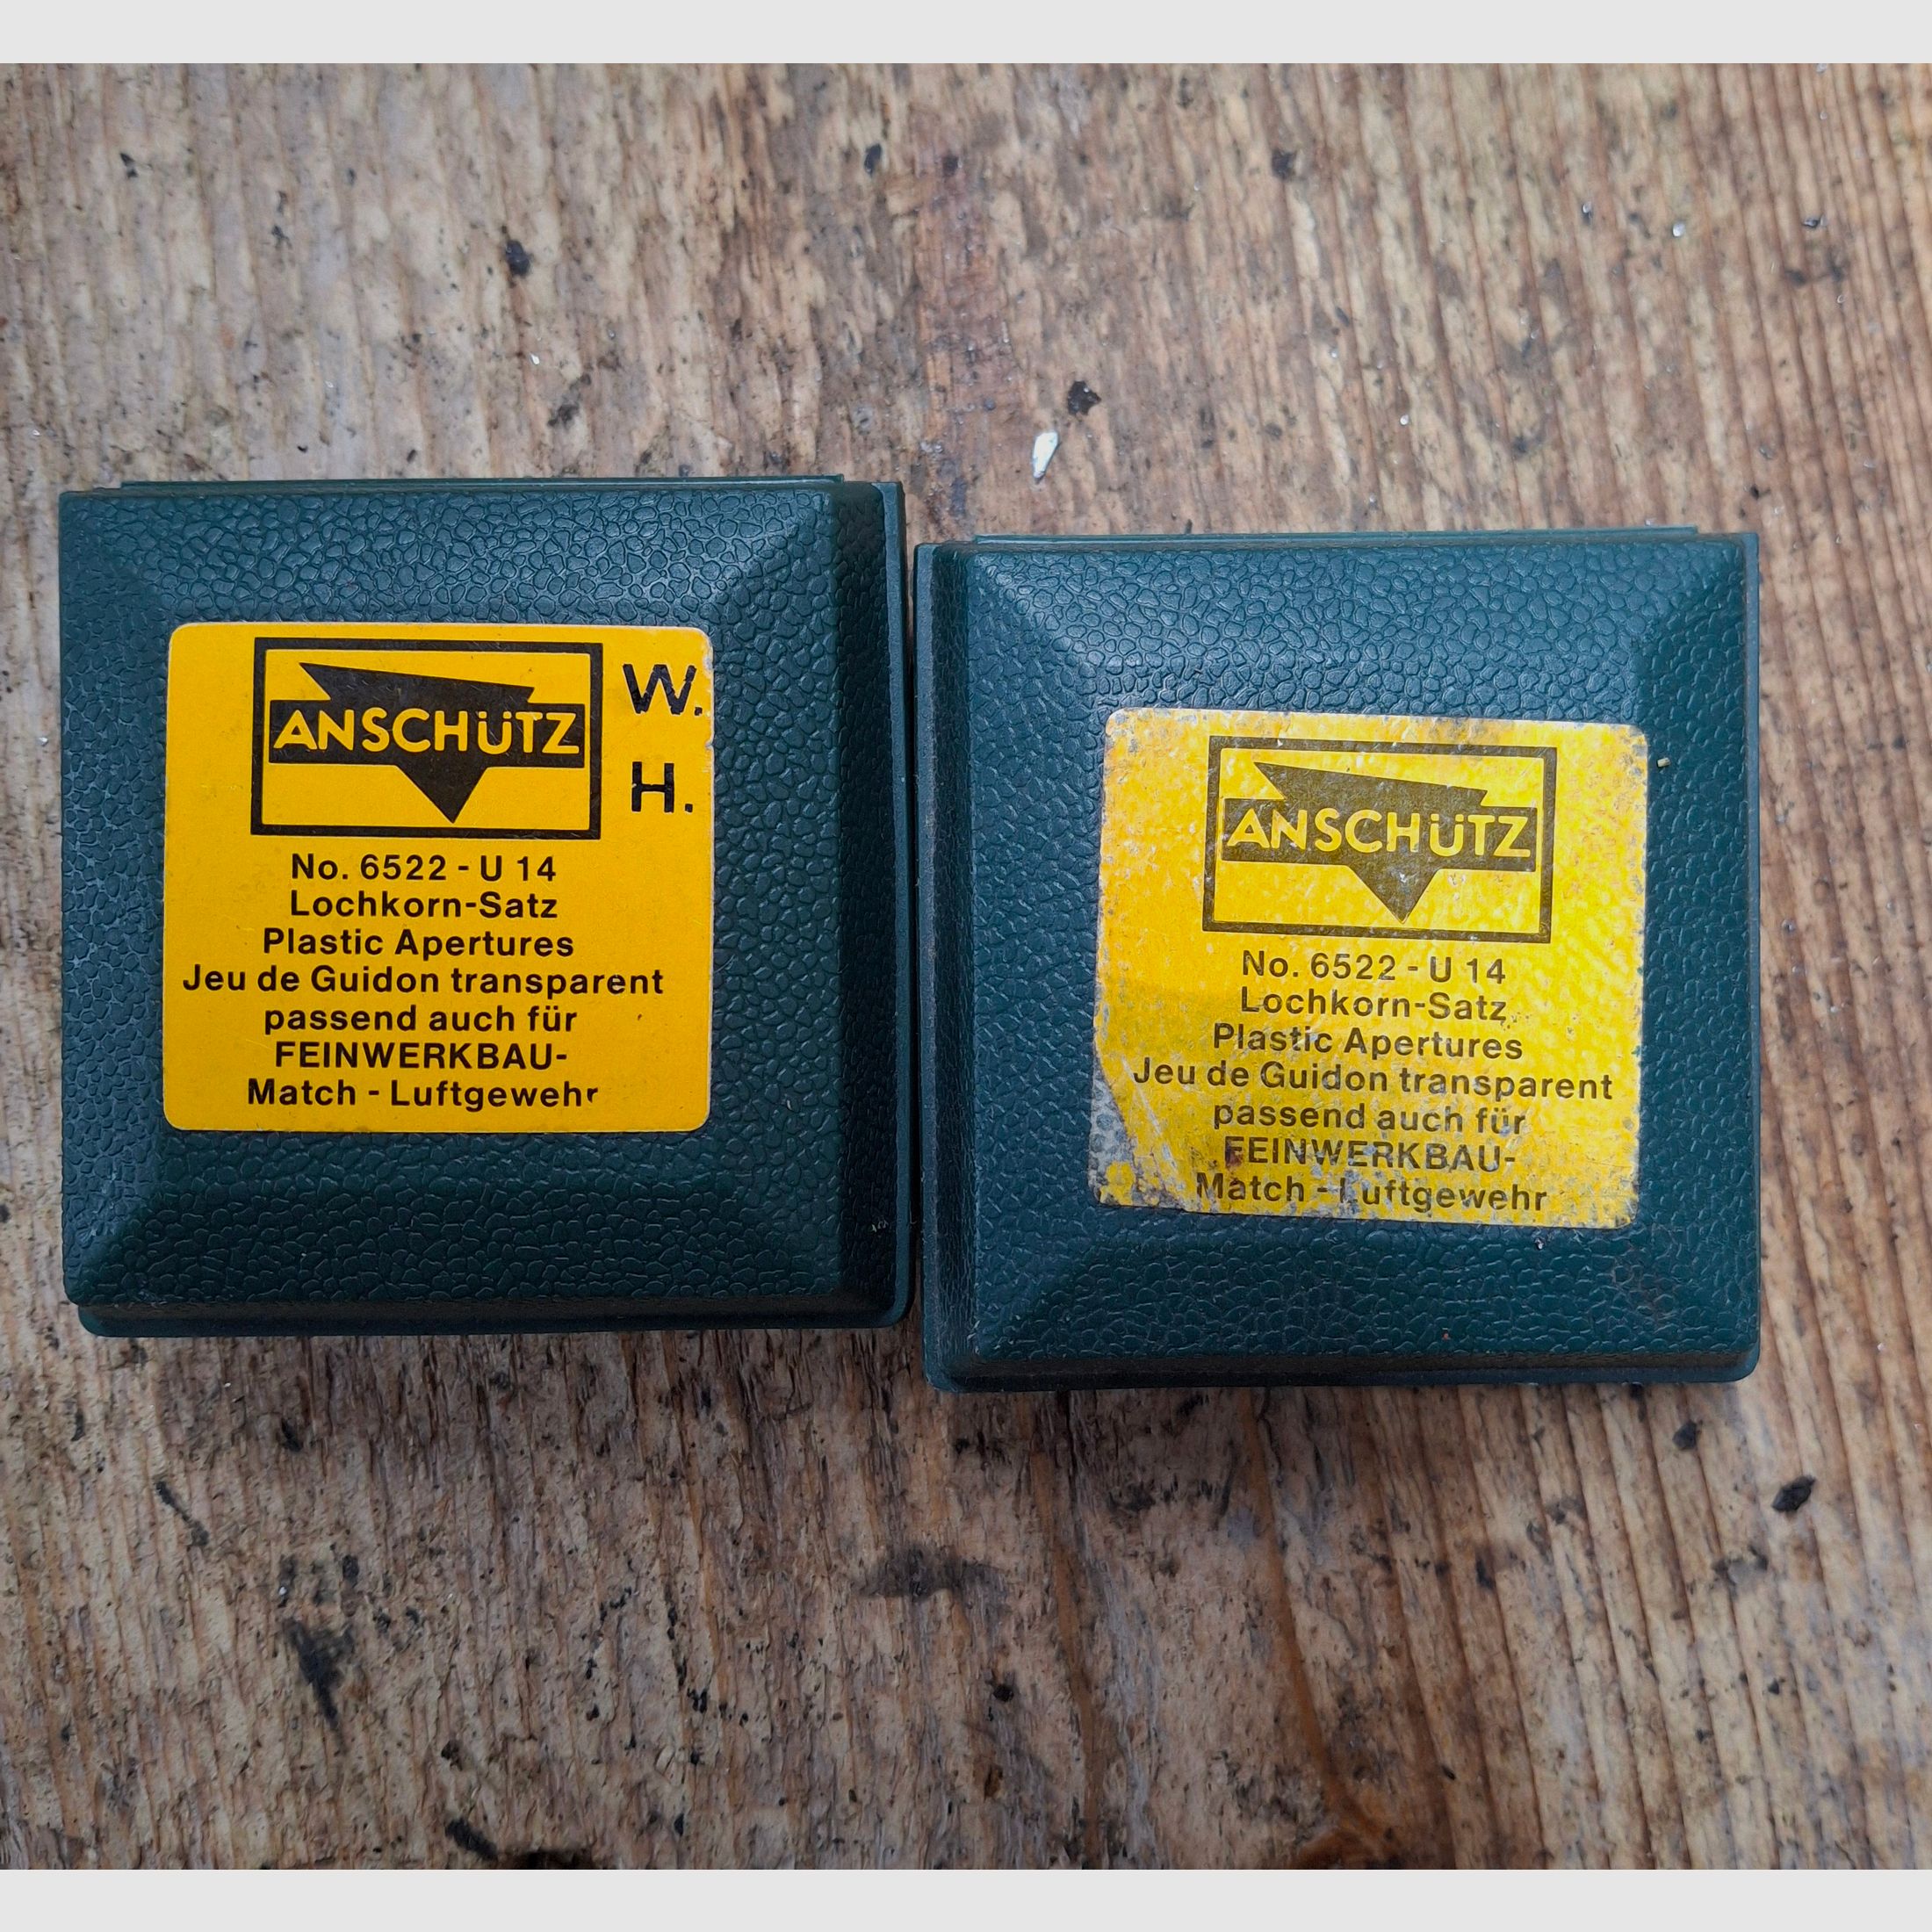 ANSCHÜTZ
W.
H.
No. 6522 - U 14
Lochkorn-Satz
Plastic Apertures
Jeu de Guidon transparent
passend auch für
FEINWERKBAU-
Match - Luftgewehr
ANSCHÜTZ
No. 6522 - U 14
Lochkorn-Satz
Plastic Apertures
Jeu de Guidon transparent
passend auch für
FEINWERKBAU-
Match - Luftgewehr